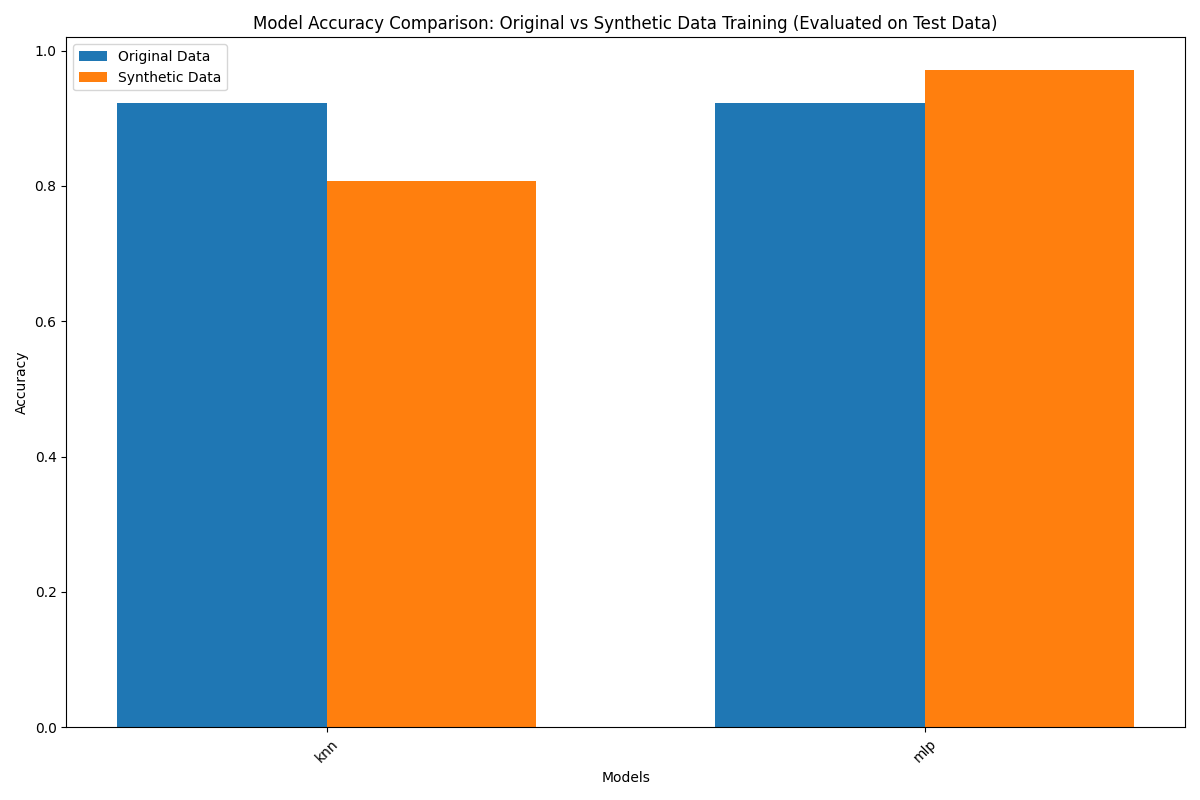 Model Accuracy Comparison: Original vs Synthetic Data Training (Evaluated on Test Data)
Original Data
Synthetic Data
1.0
0.8
0.6
0.4
0.2
0.0
Accuracy
knn
mlp
Models